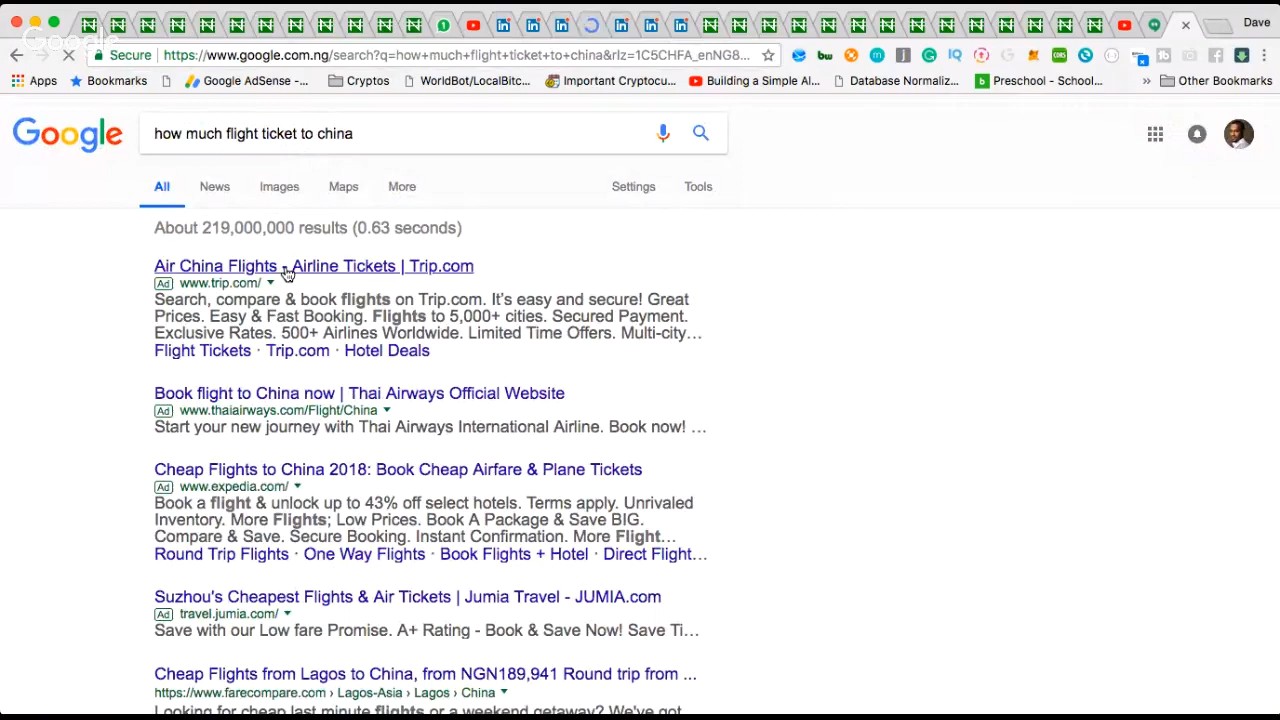 Dave
Secure https://www.google.com.ng/search?q=how+much+flight+ticket+to+china&rlz=1C5CHFA_enNG8...
Apps Bookmarks Google AdSense -... Cryptos Worldbot/LocalBitc... Important Cryptocu... Building a Simple Al... Database Normaliz... Preschool - School... » Other Bookmarks
Google how much flight ticket to china
All News Images Maps More Settings Tools
About 219,000,000 results (0.63 seconds)
Air China Flights - Airline Tickets | Trip.com
Ad www.trip.com/
Search, compare & book flights on Trip.com. It's easy and secure! Great
Prices. Easy & Fast Booking. Flights to 5,000+ cities. Secured Payment.
Exclusive Rates. 500+ Airlines Worldwide. Limited Time Offers. Multi-city...
Flight Tickets · Trip.com · Hotel Deals
Book flight to China now | Thai Airways Official Website
Ad www.thaiairways.com/Flight/China
Start your new journey with Thai Airways International Airline. Book now! ...
Cheap Flights to China 2018: Book Cheap Airfare & Plane Tickets
Ad www.expedia.com/
Book a flight & unlock up to 43% off select hotels. Terms apply. Unrivaled
Inventory. More Flights; Low Prices. Book A Package & Save BIG.
Compare & Save. Secure Booking. Instant Confirmation. More Flight...
Round Trip Flights · One Way Flights · Book Flights + Hotel · Direct Flight...
Suzhou's Cheapest Flights & Air Tickets | Jumia Travel - JUMIA.com
Ad travel.jumia.com/
Save with our Low fare Promise. A+ Rating - Book & Save Now! Save Ti...
Cheap Flights from Lagos to China, from NGN189,941 Round trip from ...
https://www.farecompare.com › Lagos-Asia › Lagos › China
Looking for cheap last minute flights or a weekend getaway? We've got